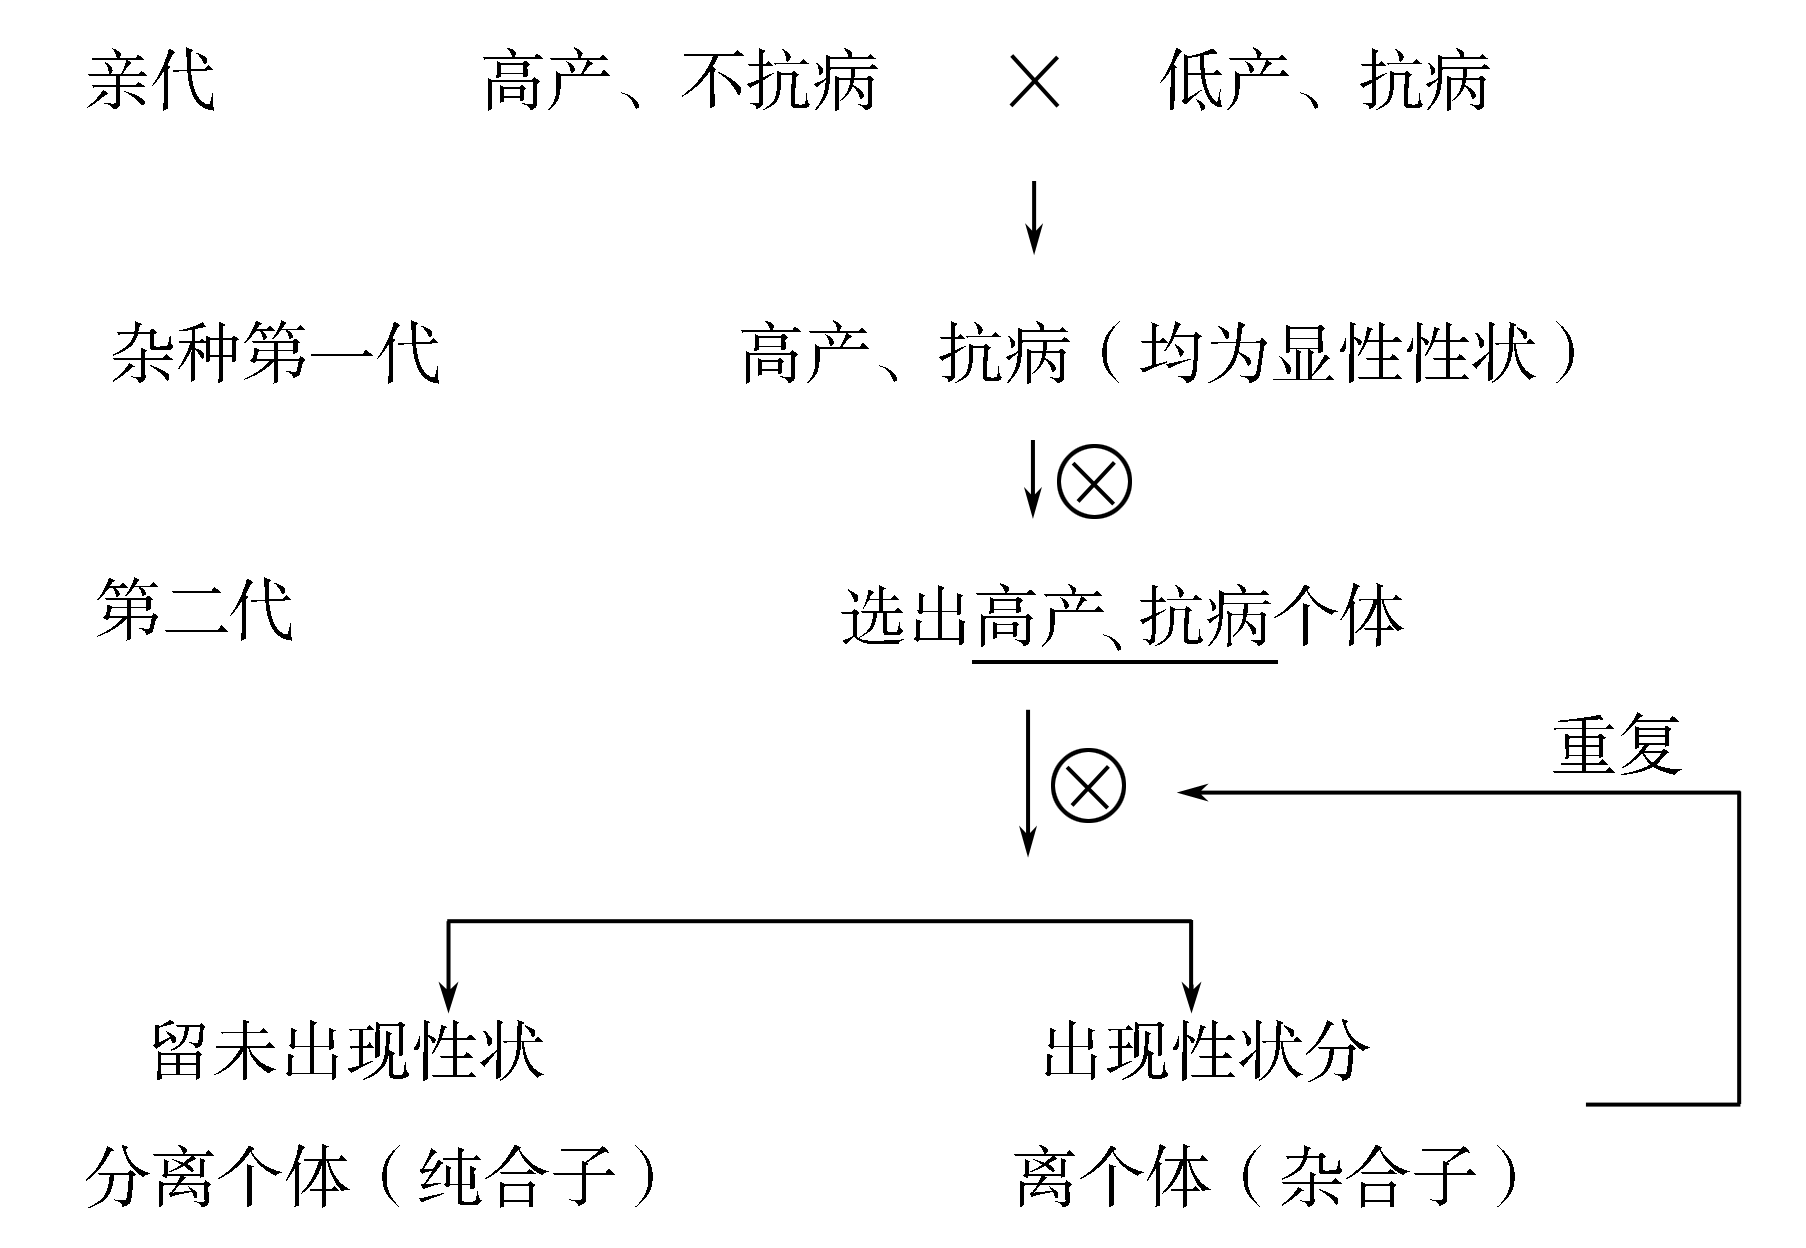 亲代 高产、不抗病 × 低产、抗病
杂种第一代 高产、抗病（均为显性性状）
第二代 选出高产、抗病个体
重复
留未出现性状
分离个体（纯合子）
出现性状分
离个体（杂合子）